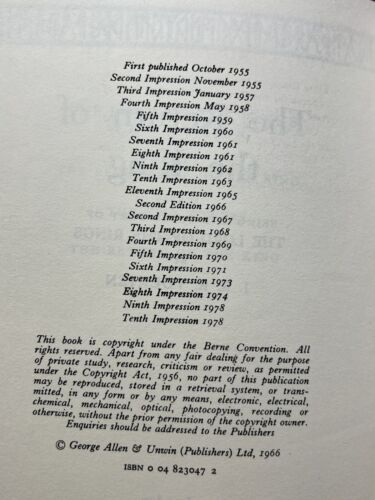 First published October 1955
Second Impression November 1955
Third Impression January 1957
Fourth Impression May 1958
Fifth Impression 1959
Sixth Impression 1960
Seventh Impression 1961
Eighth Impression 1961
Ninth Impression 1962
Tenth Impression 1963
Eleventh Impression 1965
Second Edition 1966
Second Impression 1967
Third Impression 1968
Fourth Impression 1969
Fifth Impression 1970
Sixth Impression 1971
Seventh Impression 1973
Eighth Impression 1974
Ninth Impression 1978
Tenth Impression 1978
This book is copyright under the Berne Convention. All
rights reserved. Apart from any fair dealing for the purpose
of private study, research, criticism or review, as permitted
under the Copyright Act, 1956, no part of this publication
may be reproduced, stored in a retrieval system, or trans-
mitted, in any form or by any means, electronic, electrical,
chemical, mechanical, optical, photocopying, recording or
otherwise, without the prior permission of the copyright owner.
Enquiries should be addressed to the Publishers
© George Allen & Unwin (Publishers) Ltd, 1966
ISBN 0 04 823047 2